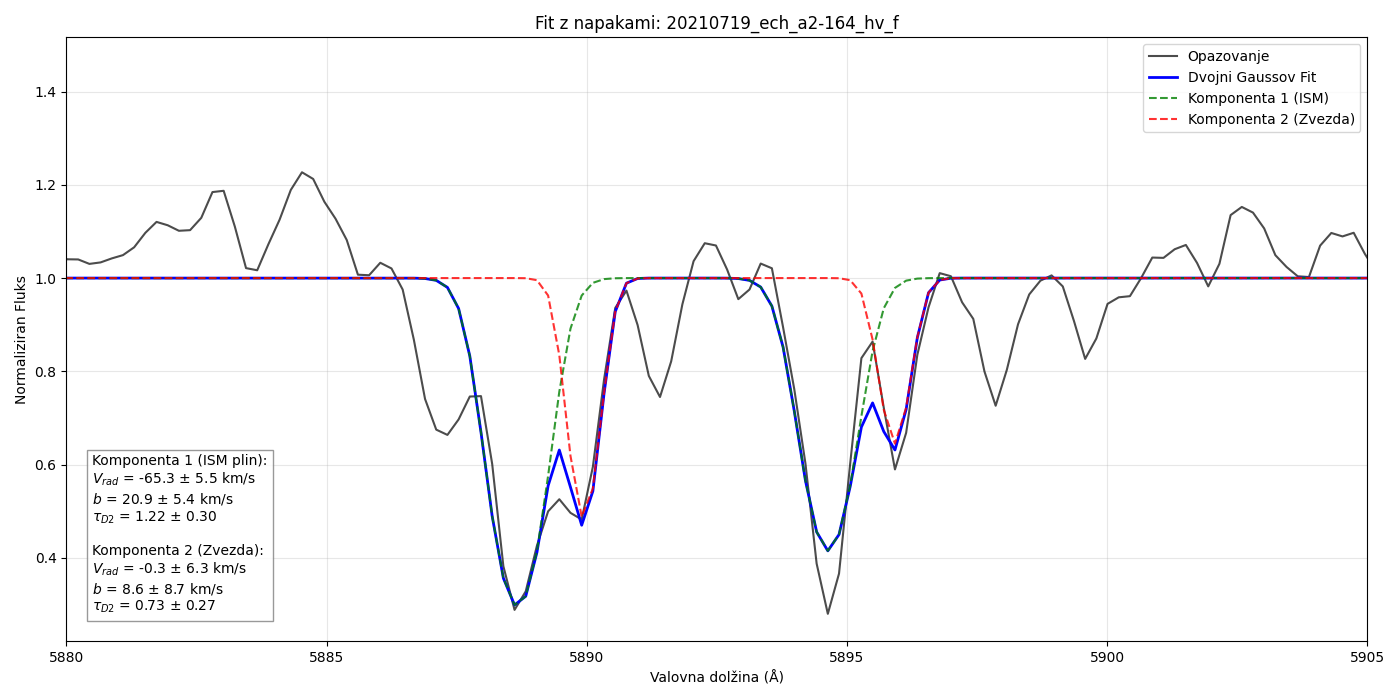 Fit z napakami: 20210719_ech_a2-164_hv_f
Normaliziran Fluks
1.4
1.2
1.0
0.8
0.6
0.4
Opazovanje
Dvojni Gaussov Fit
Komponenta 1 (ISM)
Komponenta 2 (Zvezda)
Komponenta 1 (ISM plin):
V_rad = -65.3 ± 5.5 km/s
b = 20.9 ± 5.4 km/s
τ_D2 = 1.22 ± 0.30
Komponenta 2 (Zvezda):
V_rad = -0.3 ± 6.3 km/s
b = 8.6 ± 8.7 km/s
τ_D2 = 0.73 ± 0.27
5880 5885 5890 5895 5900 5905
Valovna dolžina (Å)